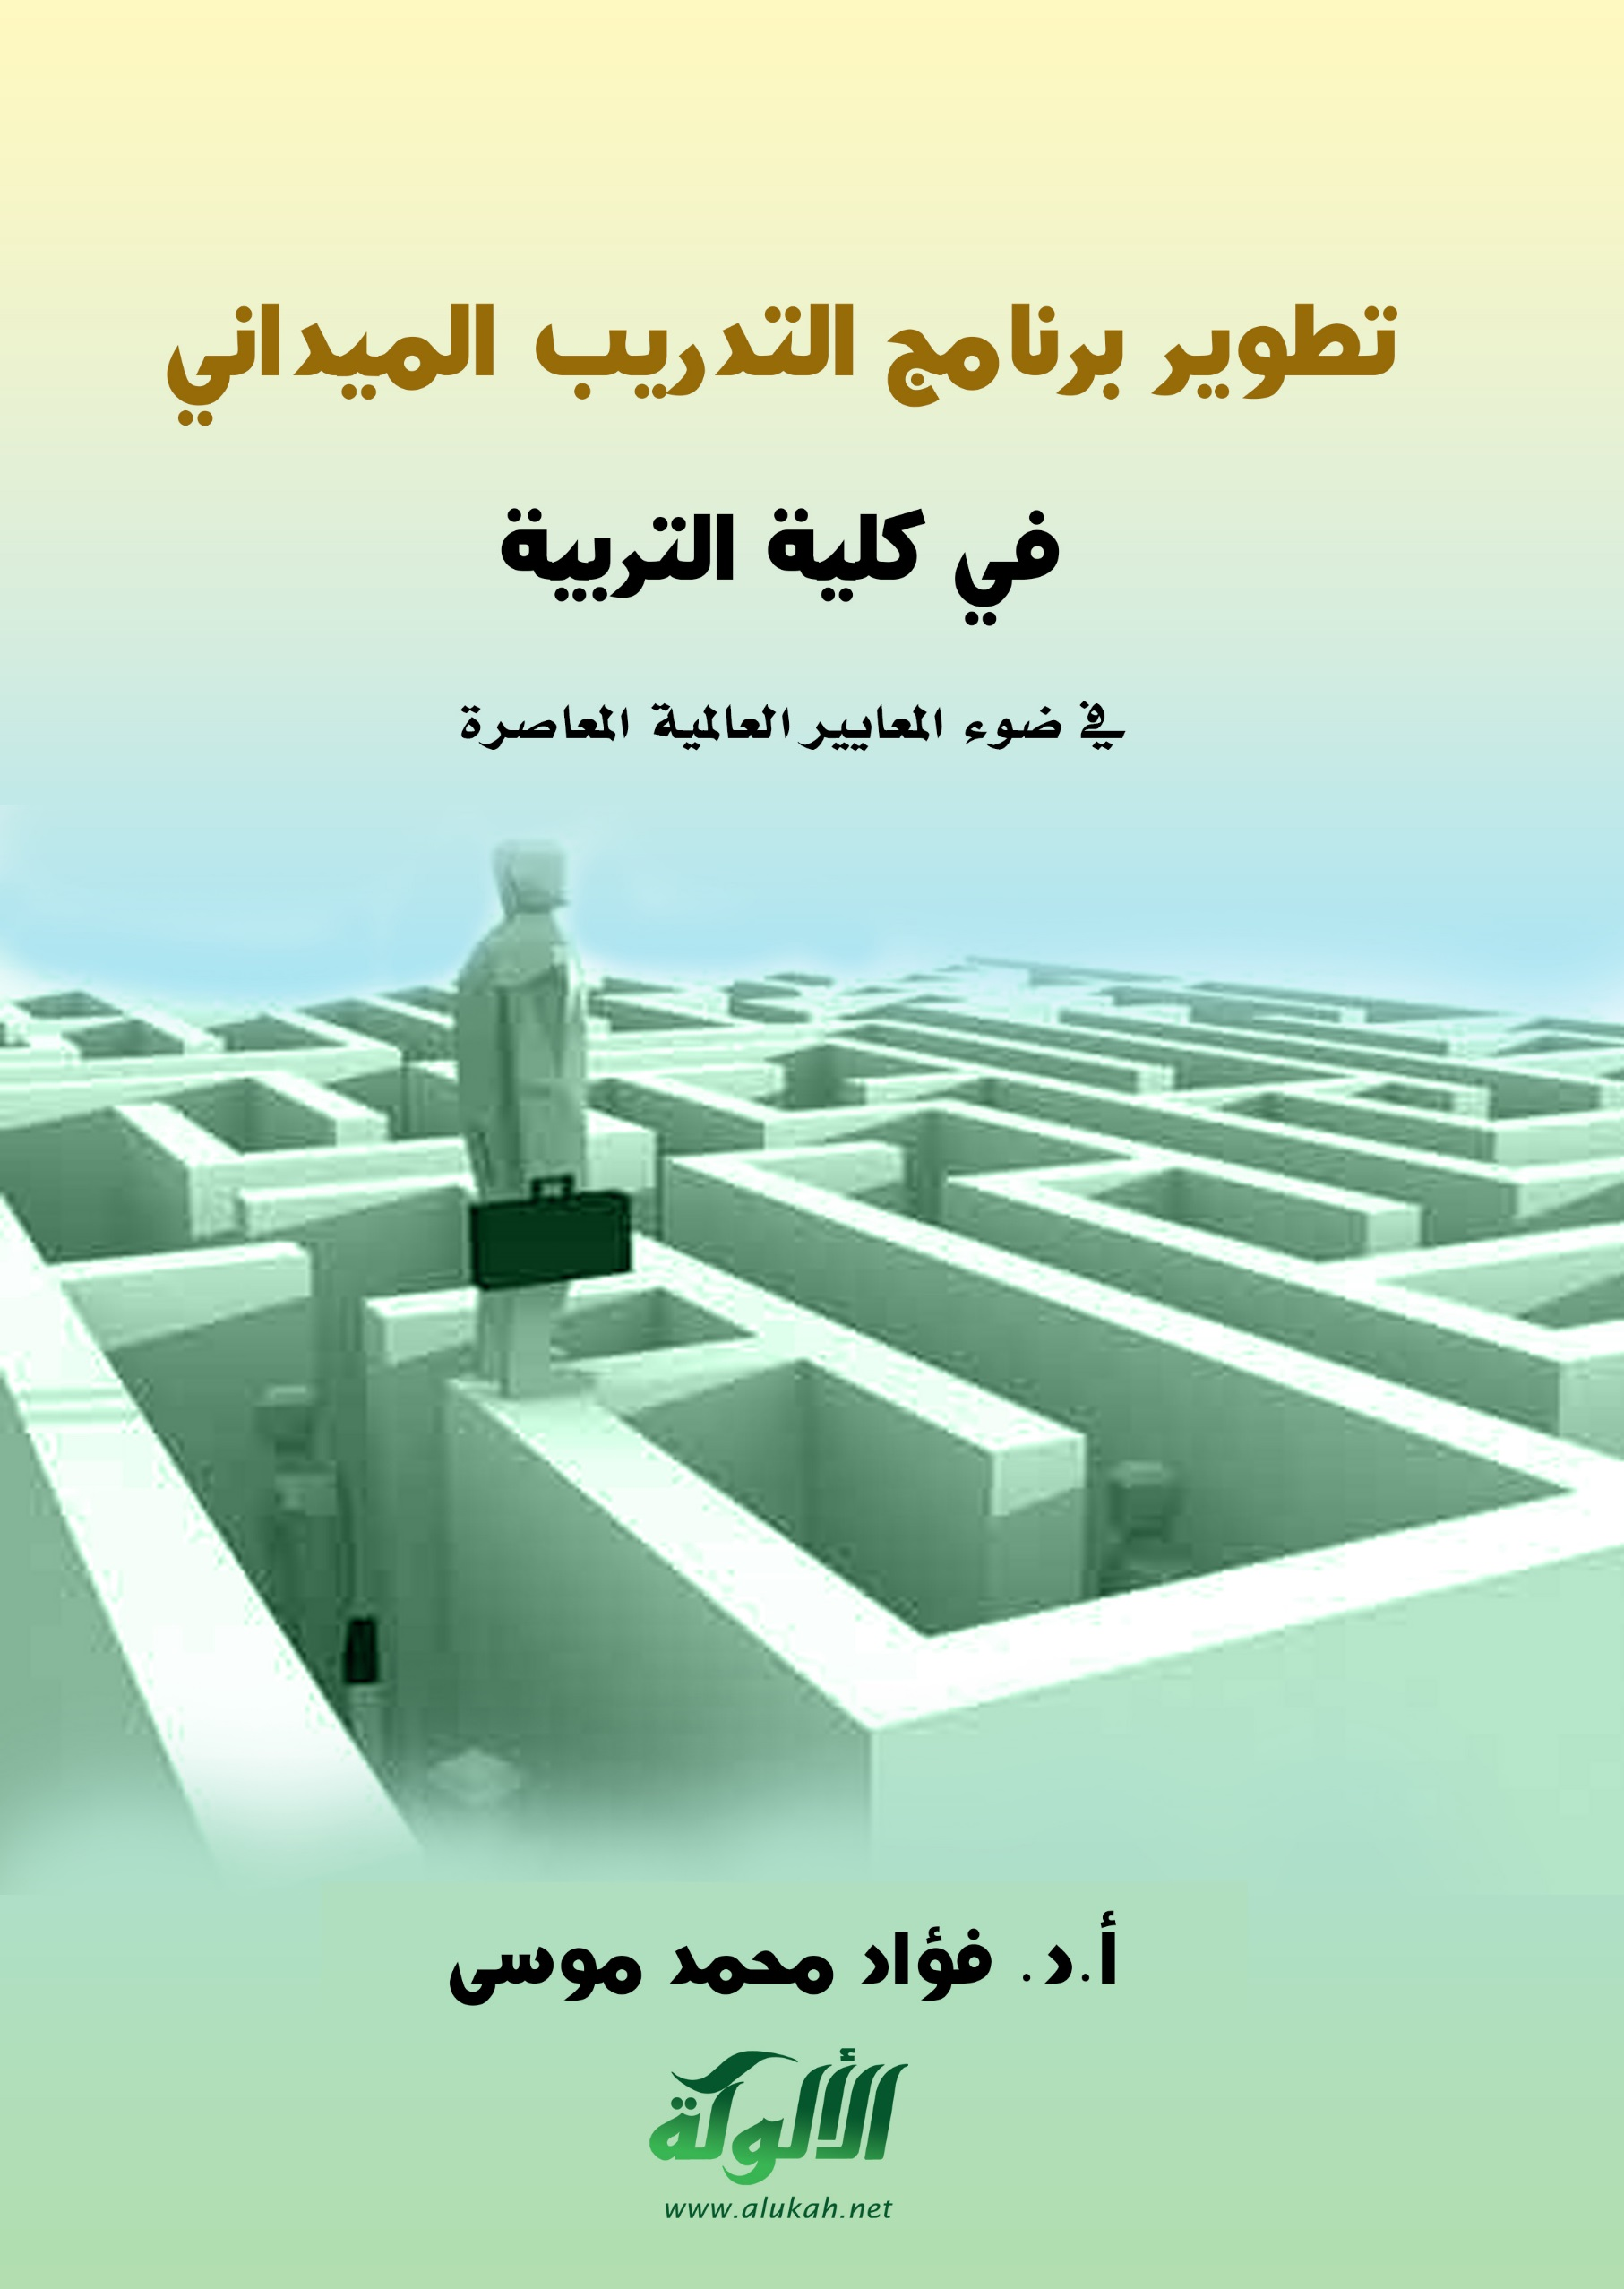 تطوير برنامج التدريب الميداني
في كلية التربية
في ضوء المعايير العالمية المعاصرة
أ.د. فؤاد محمد موسى
الألوكة
www.alukah.net